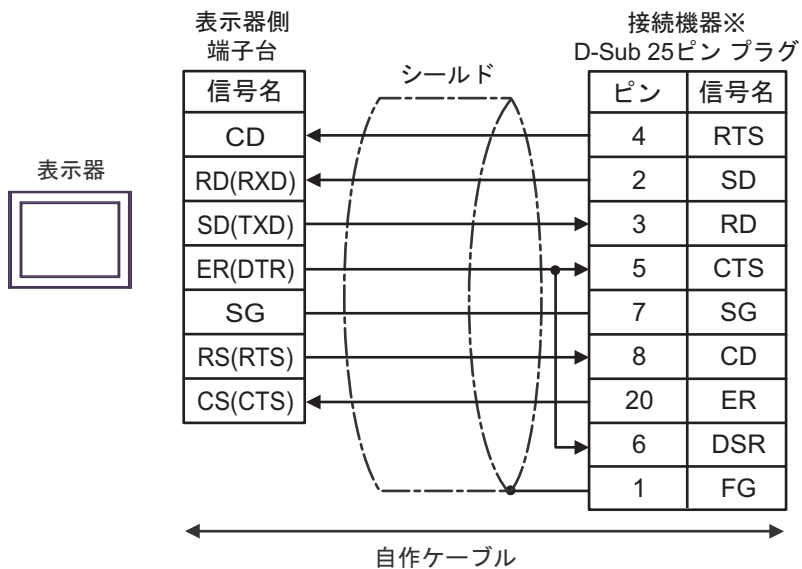 表示器側
端子台
接続機器※
D-Sub 25ピン プラグ
シールド
信号名
ピン 信号名
CD
4 RTS
表示器
RD(RXD)
2 SD
SD(TXD)
3 RD
ER(DTR)
5 CTS
SG
7 SG
RS(RTS)
8 CD
CS(CTS)
20 ER
6 DSR
1 FG
自作ケーブル